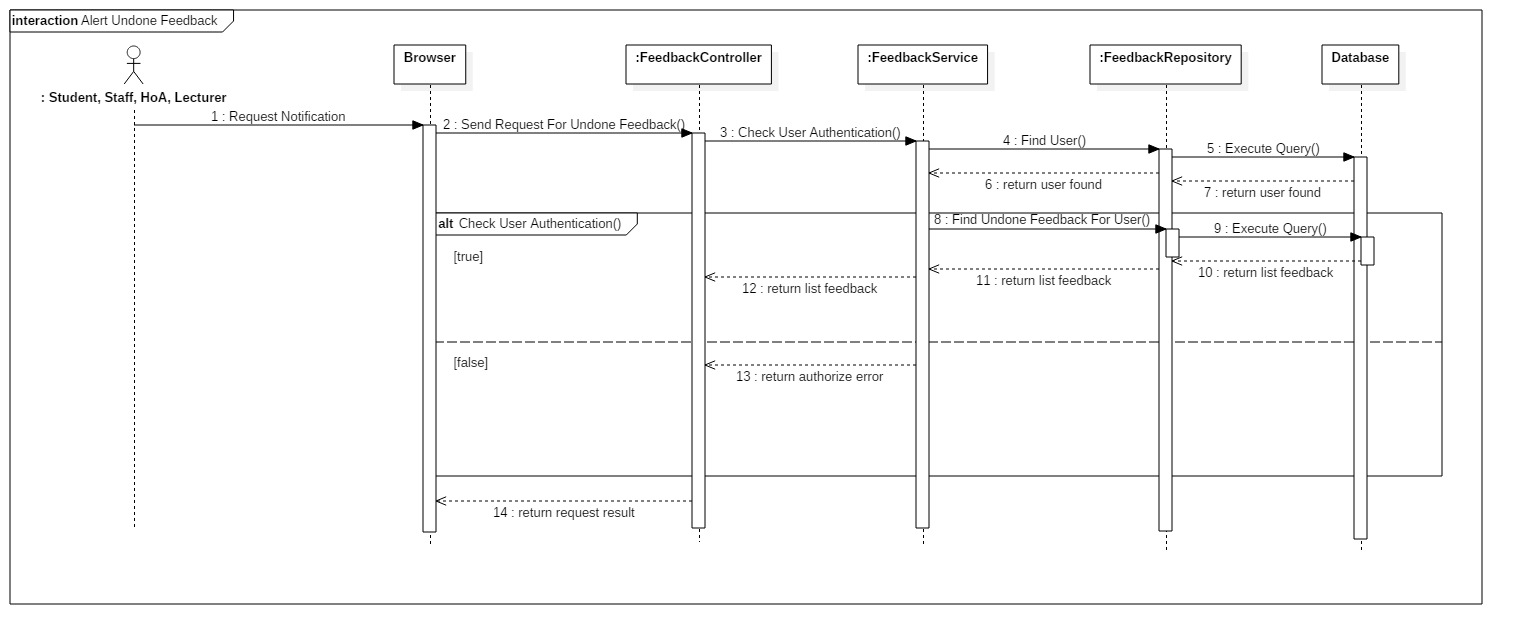 interaction Alert Undone Feedback
Browser
:FeedbackController
:FeedbackService
:FeedbackRepository
Database
: Student, Staff, HoA, Lecturer
1 : Request Notification
2 : Send Request For Undone Feedback()
3 : Check User Authentication()
4 : Find User()
5 : Execute Query()
6 : return user found
7 : return user found
alt Check User Authentication()
8 : Find Undone Feedback For User()
9 : Execute Query()
[true]
10 : return list feedback
11 : return list feedback
12 : return list feedback
[false]
13 : return authorize error
14 : return request result